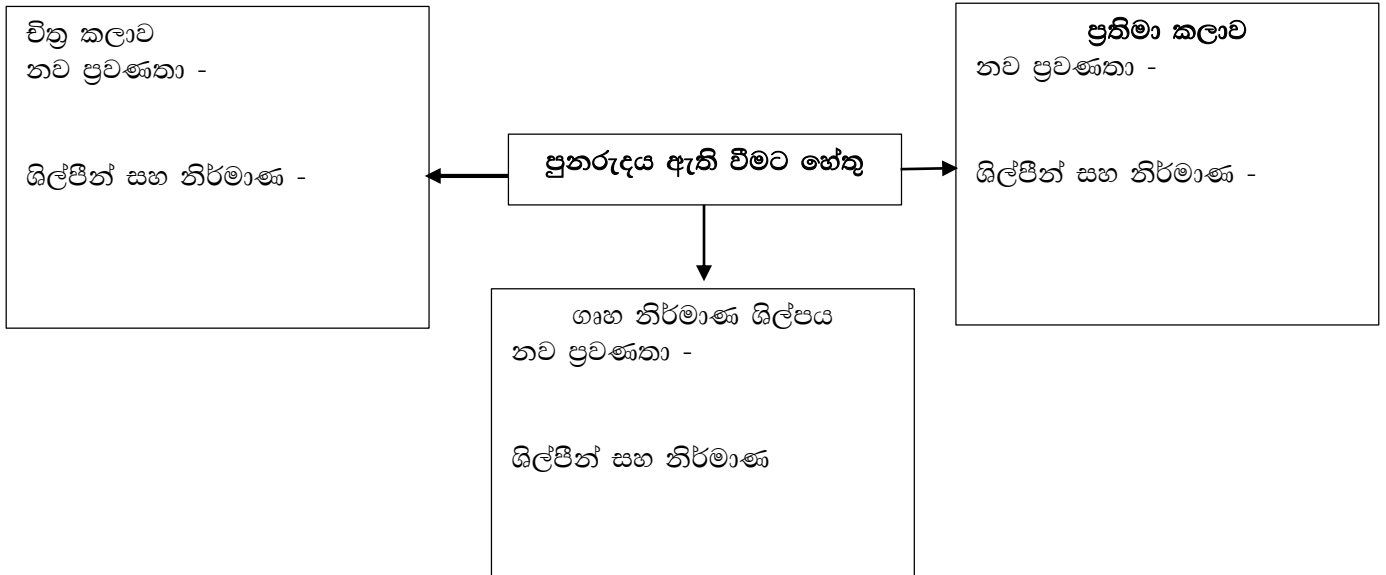 චිත්‍ර කලාව
නව ප්‍රවණතා -
ශිල්පීන් සහ නිර්මාණ -
පුනරුදය ඇති වීමට හේතු
ප්‍රතිමා කලාව
නව ප්‍රවණතා -
ශිල්පීන් සහ නිර්මාණ -
ගෘහ නිර්මාණ ශිල්පය
නව ප්‍රවණතා -
ශිල්පීන් සහ නිර්මාණ